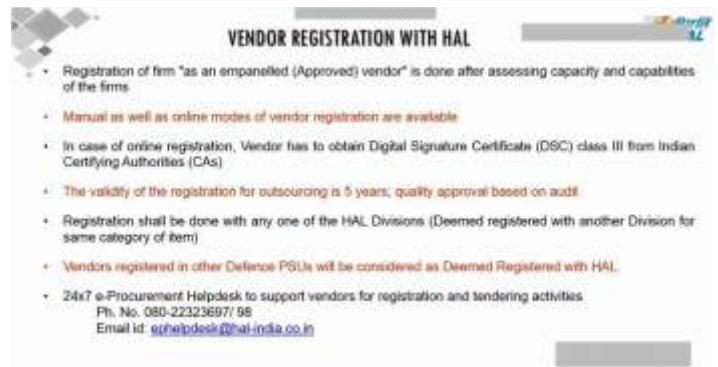 VENDOR REGISTRATION WITH HAL
• Registration of firm "as an empanelled (Approved) vendor" is done after assessing capacity and capabilities
of the firms
• Manual as well as online modes of vendor registration are available
• In case of online registration, Vendor has to obtain Digital Signature Certificate (DSC) class III from Indian
Certifying Authorities (CAs)
• The validity of the registration for outsourcing is 5 years, quality approval based on audit
• Registration shall be done with any one of the HAL Divisions (Deemed registered with another Division for
same category of item)
• Vendors registered in other Defence PSUs will be considered as Deemed Registered with HAL.
• 24x7 e-Procurement Helpdesk to support vendors for registration and tendering activities
Ph. No. 080-22323697/ 98
Email id: ephelpdesk@hal-india.co.in